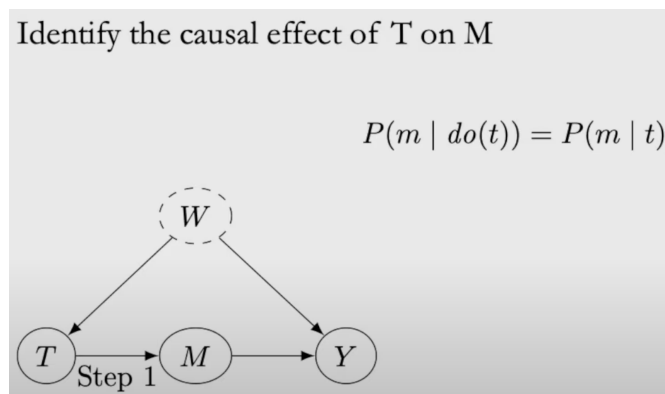 Identify the causal effect of T on M
P(m | do(t)) = P(m | t)
W
T
M
Y
Step 1